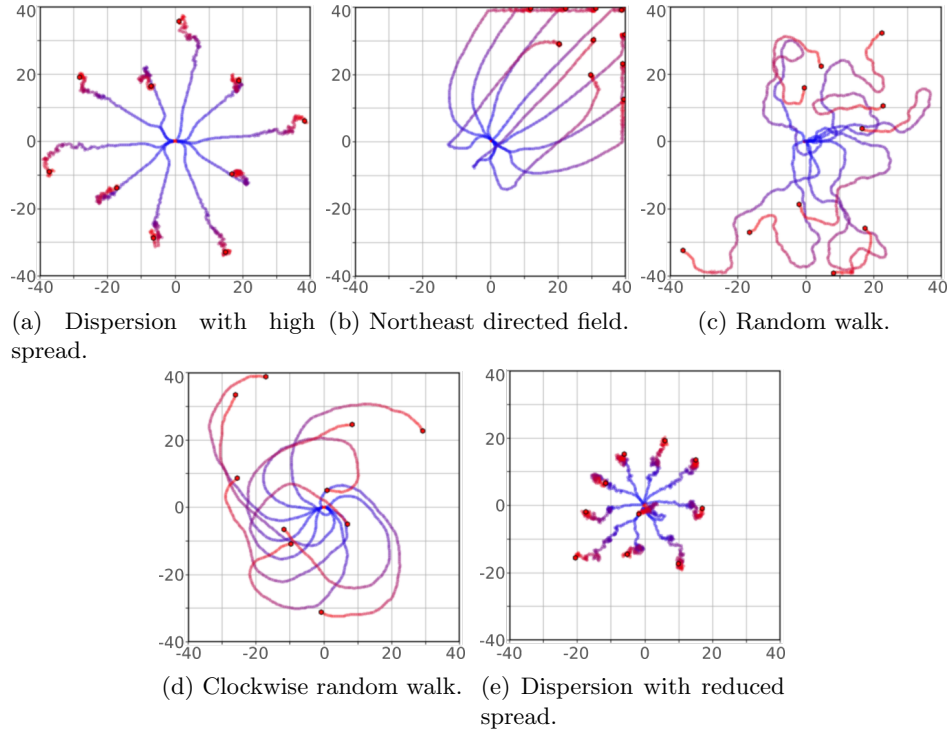 40
20
0
-20
-40
-40 -20 0 20 40
40
20
0
-20
-40
-40 -20 0 20 40
40
20
0
-20
-40
-40 -20 0 20 40
(a) Dispersion with high
spread.
(b) Northeast directed field.
(c) Random walk.
40
20
0
-20
-40
-40 -20 0 20 40
40
20
0
-20
-40
-40 -20 0 20 40
(d) Clockwise random walk.
(e) Dispersion with reduced
spread.